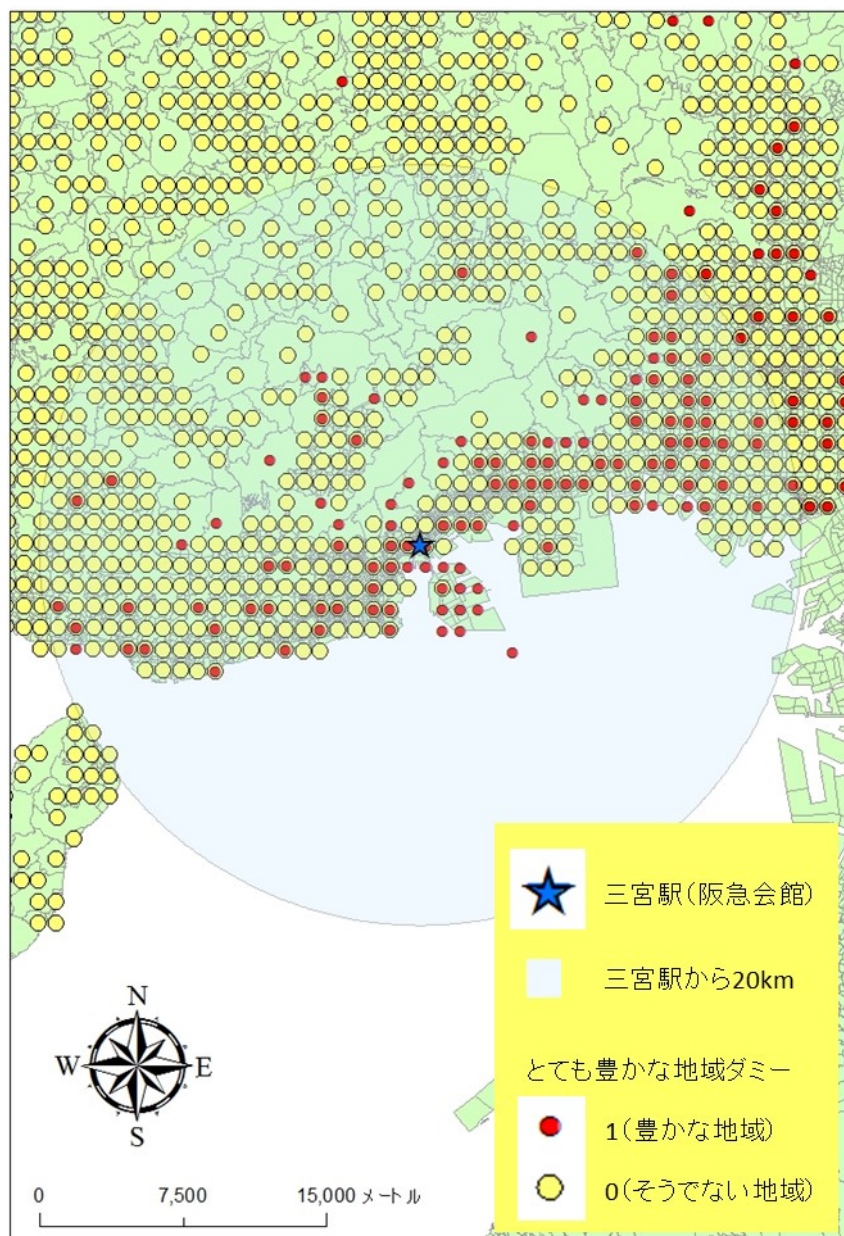 三宮駅(阪急会館)
三宮駅から20km
とても豊かな地域ダミー
1(豊かな地域)
0(そうでない地域)
N
W
E
S
0
7,500
15,000 メートル